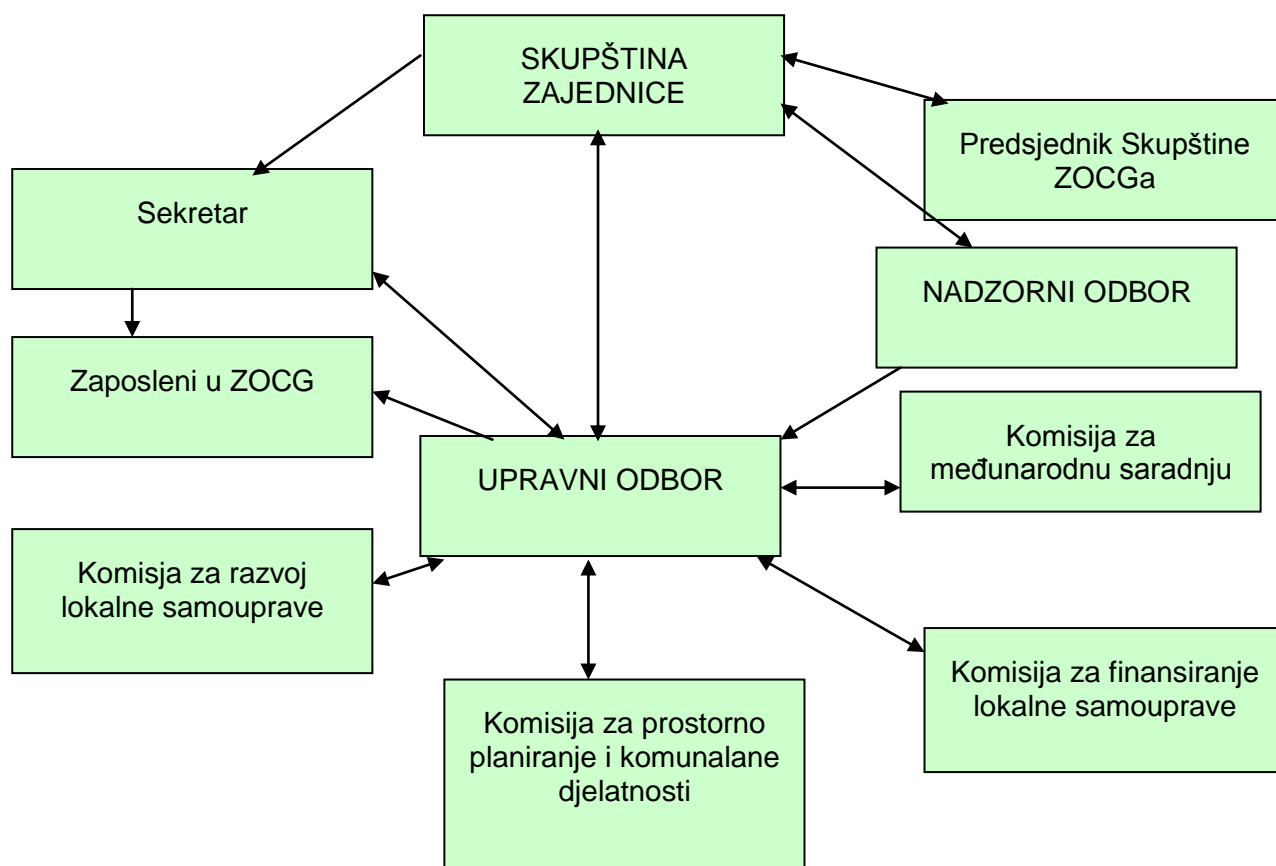 SKUPŠTINA
ZAJEDNICE
Predsjednik Skupštine
ZOCGa
Sekretar
NADZORNI ODBOR
Zaposleni u ZOCG
Komisija za
međunarodnu saradnju
UPRAVNI ODBOR
Komisja za razvoj
lokalne samouprave
Komisija za finansiranje
lokalne samouprave
Komisija za prostorno
planiranje i komunalane
djelatnosti